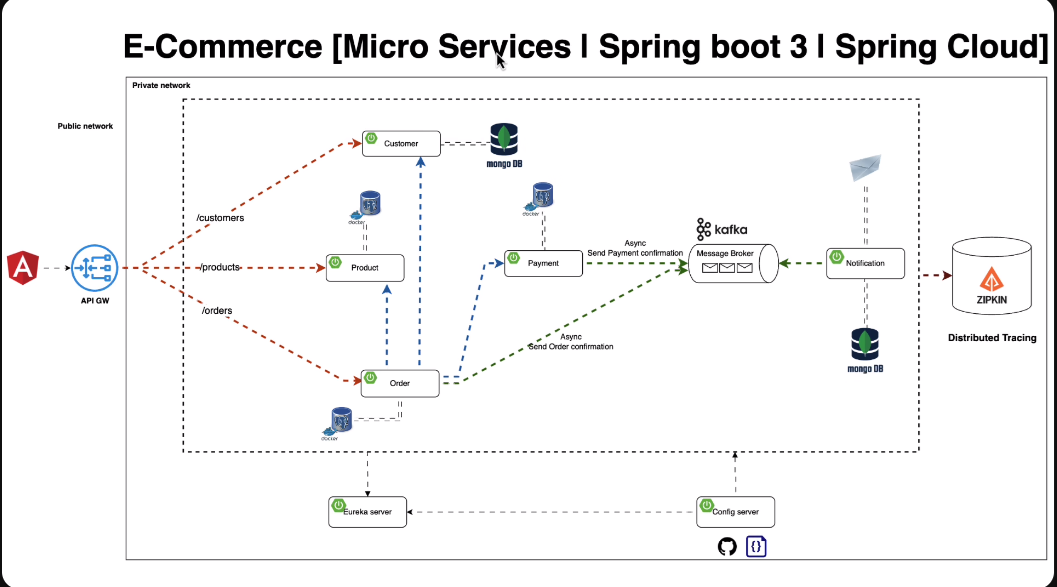 E-Commerce [Micro Services | Spring boot 3 | Spring Cloud]
Private network
Public network
Customer
mongo DB
/customers
docker
docker
kafka
Async
Send Payment confirmation
Message Broker
/products
Product
Payment
Notification
API GW
ZIPKIN
/orders
Async
Send Order confirmation
Distributed Tracing
mongo DB
Order
docker
Eureka server
Config server
{}